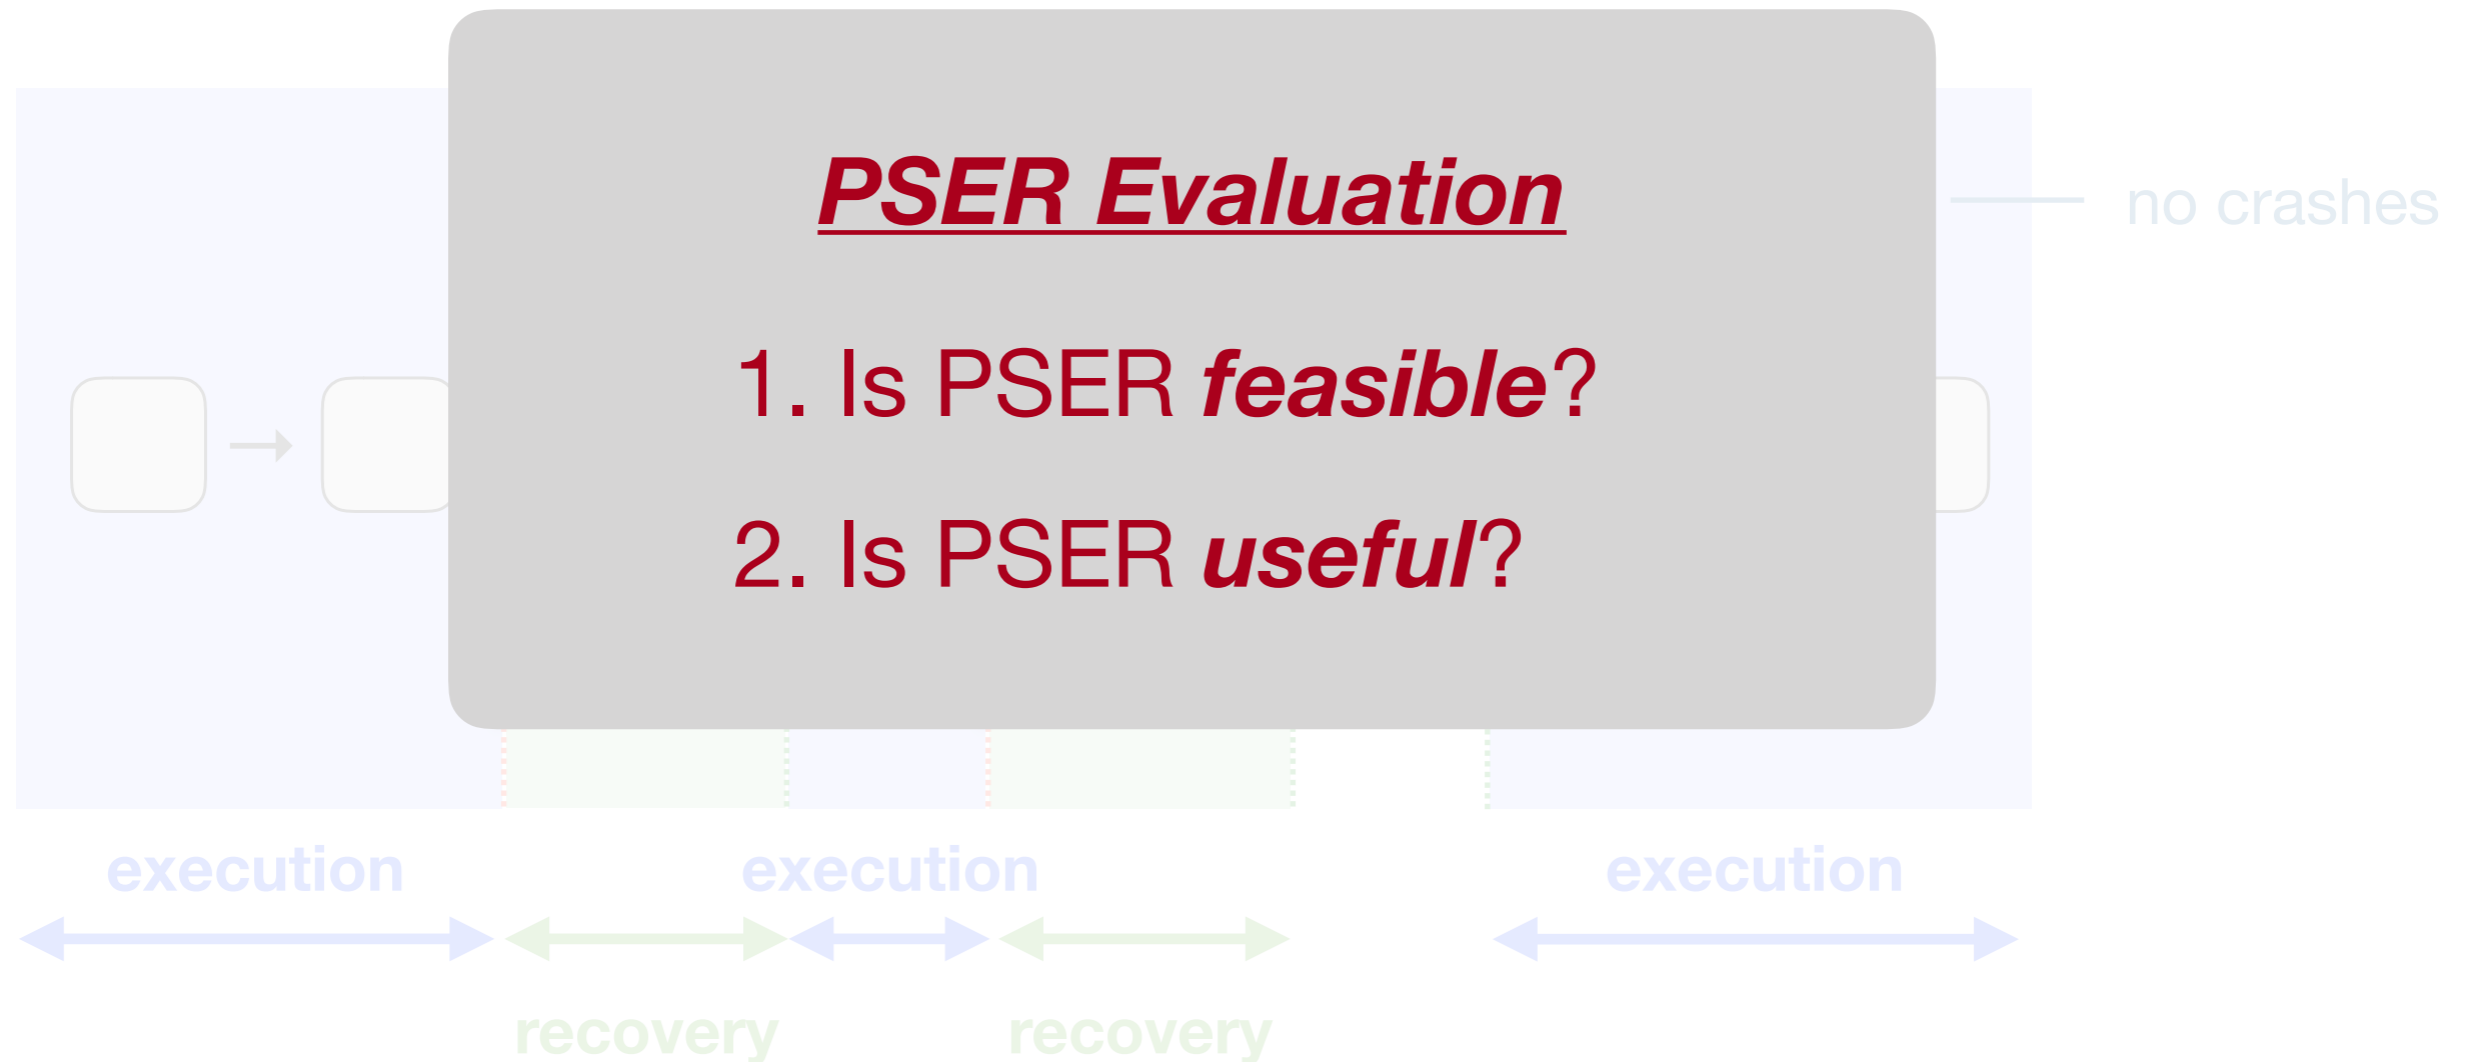 PSER Evaluation
no crashes
1. Is PSER feasible?
2. Is PSER useful?
execution execution execution
recovery recovery